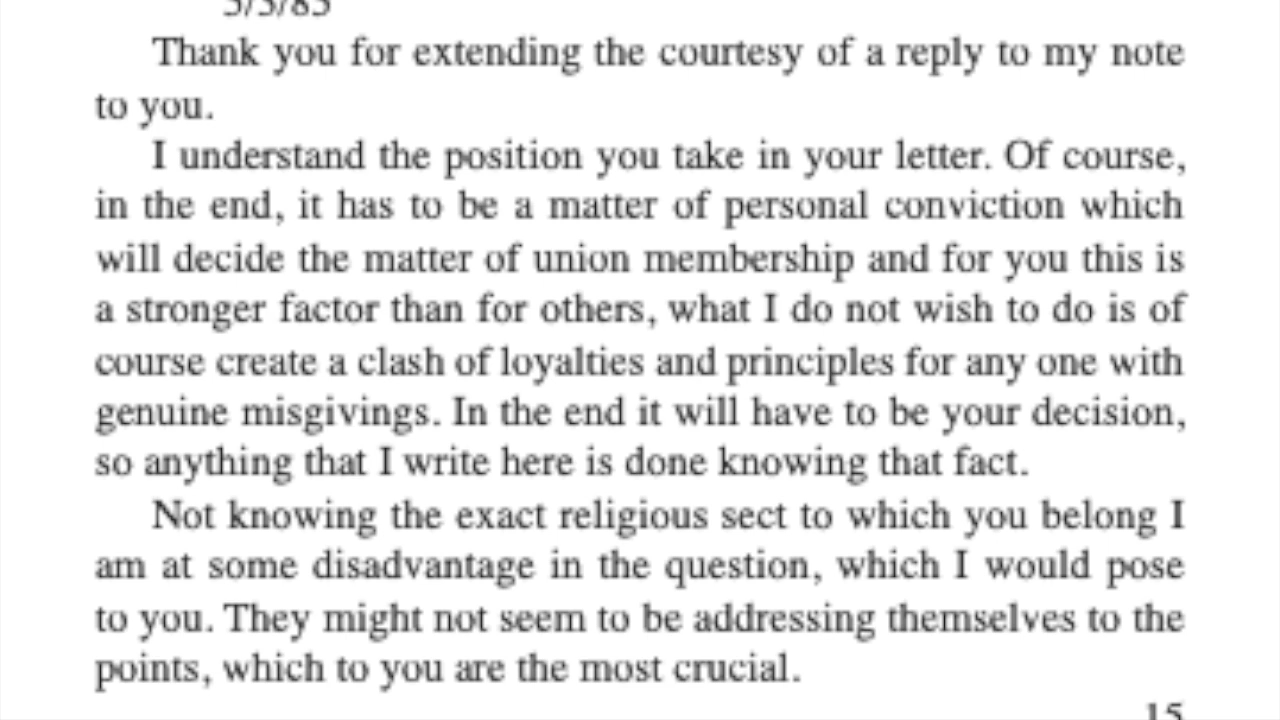 5/5/85
Thank you for extending the courtesy of a reply to my note
to you.
I understand the position you take in your letter. Of course,
in the end, it has to be a matter of personal conviction which
will decide the matter of union membership and for you this is
a stronger factor than for others, what I do not wish to do is of
course create a clash of loyalties and principles for any one with
genuine misgivings. In the end it will have to be your decision,
so anything that I write here is done knowing that fact.
Not knowing the exact religious sect to which you belong I
am at some disadvantage in the question, which I would pose
to you. They might not seem to be addressing themselves to the
points, which to you are the most crucial.
15